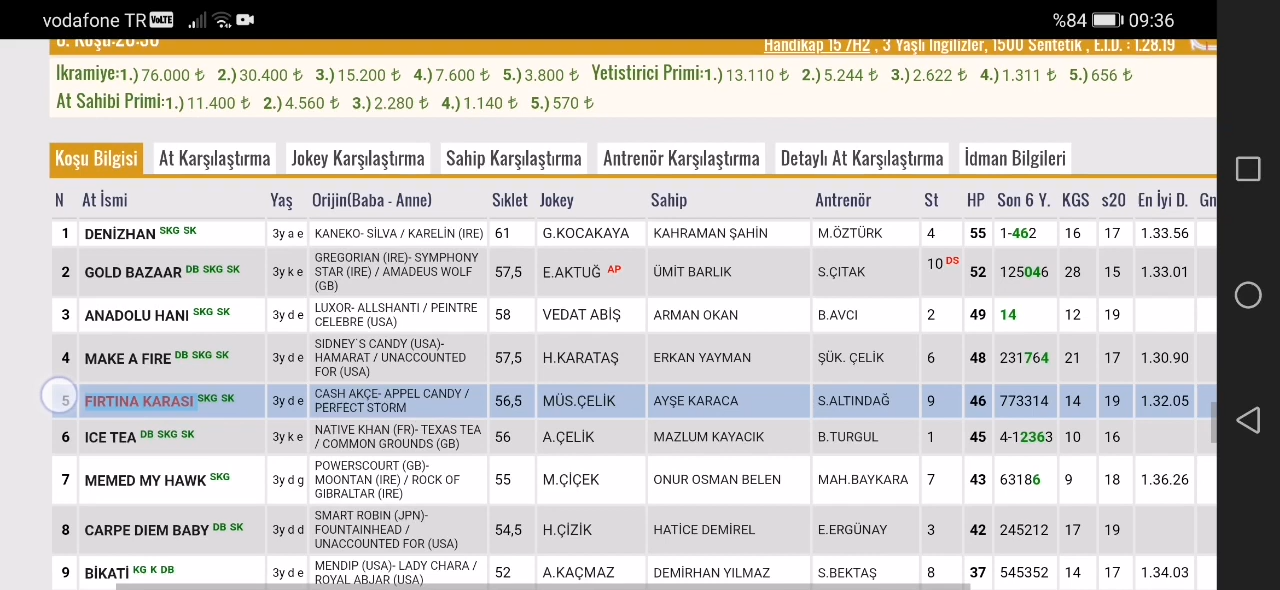 vodafone TR VoLTE %84 09:36
6. Koşu:20:30 Handikap 15 /H2 , 3 Yaşlı İngilizler, 1500 Sentetik , E.İ.D. : 1.28.19
Ikramiye:1.) 76.000 ₺ 2.) 30.400 ₺ 3.) 15.200 ₺ 4.) 7.600 ₺ 5.) 3.800 ₺ Yetistirici Primi:1.) 13.110 ₺ 2.) 5.244 ₺ 3.) 2.622 ₺ 4.) 1.311 ₺ 5.) 656 ₺
At Sahibi Primi:1.) 11.400 ₺ 2.) 4.560 ₺ 3.) 2.280 ₺ 4.) 1.140 ₺ 5.) 570 ₺
Koşu Bilgisi At Karşılaştırma Jokey Karşılaştırma Sahip Karşılaştırma Antrenör Karşılaştırma Detaylı At Karşılaştırma İdman Bilgileri
N At İsmi Yaş Orijin(Baba - Anne) Sıklet Jokey Sahip Antrenör St HP Son 6 Y. KGS s20 En İyi D. Gn
1 DENİZHAN SKG SK 3y a e KANEKO- SİLVA / KARELİN (IRE) 61 G.KOCAKAYA KAHRAMAN ŞAHİN M.ÖZTÜRK 4 55 1-462 16 17 1.33.56
2 GOLD BAZAAR DB SKG SK 3y k e GREGORIAN (IRE)- SYMPHONY STAR (IRE) / AMADEUS WOLF (GB) 57,5 E.AKTUĞ AP ÜMİT BARLIK S.ÇITAK 10 DS 52 125046 28 15 1.33.01
3 ANADOLU HANI SKG SK 3y d e LUXOR- ALLSHANTI / PEINTRE CELEBRE (USA) 58 VEDAT ABİŞ ARMAN OKAN B.AVCI 2 49 14 12 19
4 MAKE A FIRE DB SKG SK 3y d e SIDNEY`S CANDY (USA)- HAMARAT / UNACCOUNTED FOR (USA) 57,5 H.KARATAŞ ERKAN YAYMAN ŞÜK. ÇELİK 6 48 231764 21 17 1.30.90
5 FIRTINA KARASI SKG SK 3y d e CASH AKÇE- APPEL CANDY / PERFECT STORM 56,5 MÜS.ÇELİK AYŞE KARACA S.ALTINDAĞ 9 46 773314 14 19 1.32.05
6 ICE TEA DB SKG SK 3y k e NATIVE KHAN (FR)- TEXAS TEA / COMMON GROUNDS (GB) 56 A.ÇELİK MAZLUM KAYACIK B.TURGUL 1 45 4-12363 10 16
7 MEMED MY HAWK SKG 3y d g POWERSCOURT (GB)- MOONTAN (IRE) / ROCK OF GIBRALTAR (IRE) 55 M.ÇİÇEK ONUR OSMAN BELEN MAH.BAYKARA 7 43 63186 9 18 1.36.26
8 CARPE DIEM BABY DB SK 3y d d SMART ROBIN (JPN)- FOUNTAINHEAD / UNACCOUNTED FOR (USA) 54,5 H.ÇİZİK HATİCE DEMİREL E.ERGÜNAY 3 42 245212 17 19
9 BİKATİ KG K DB 3y d e MENDIP (USA)- LADY CHARA / ROYAL ABJAR (USA) 52 A.KAÇMAZ DEMİRHAN YILMAZ S.BEKTAŞ 8 37 545352 14 17 1.34.03